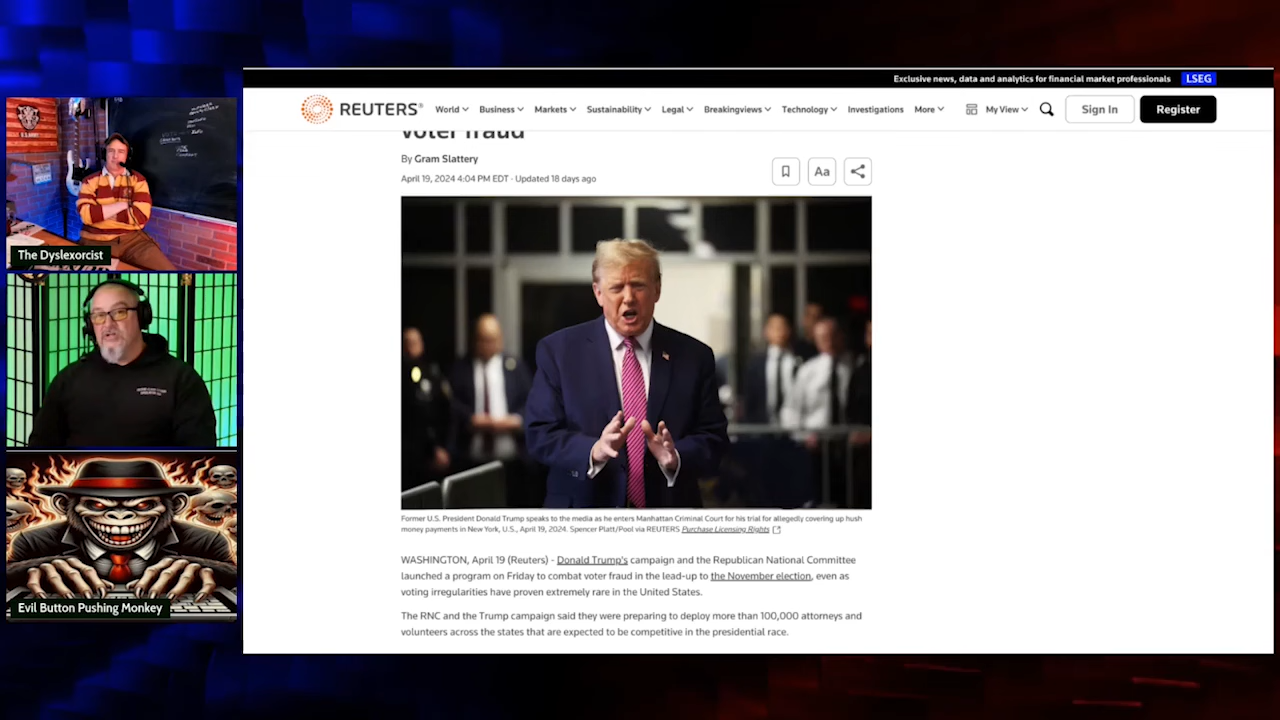 Exclusive news, data and analytics for financial market professionals LSEG
REUTERS®
World Business Markets Sustainability Legal Breakingviews Technology Investigations More My View Sign In Register
voter fraud
By Gram Slattery
April 19, 2024 4:04 PM EDT · Updated 18 days ago
Aa
Former U.S. President Donald Trump speaks to the media as he enters Manhattan Criminal Court for his trial for allegedly covering up hush
money payments in New York, U.S., April 19, 2024. Spencer Platt/Pool via REUTERS Purchase Licensing Rights
WASHINGTON, April 19 (Reuters) - Donald Trump's campaign and the Republican National Committee
launched a program on Friday to combat voter fraud in the lead-up to the November election, even as
voting irregularities have proven extremely rare in the United States.
The RNC and the Trump campaign said they were preparing to deploy more than 100,000 attorneys and
volunteers across the states that are expected to be competitive in the presidential race.
The Dyslexorcist
Evil Button Pushing Monkey